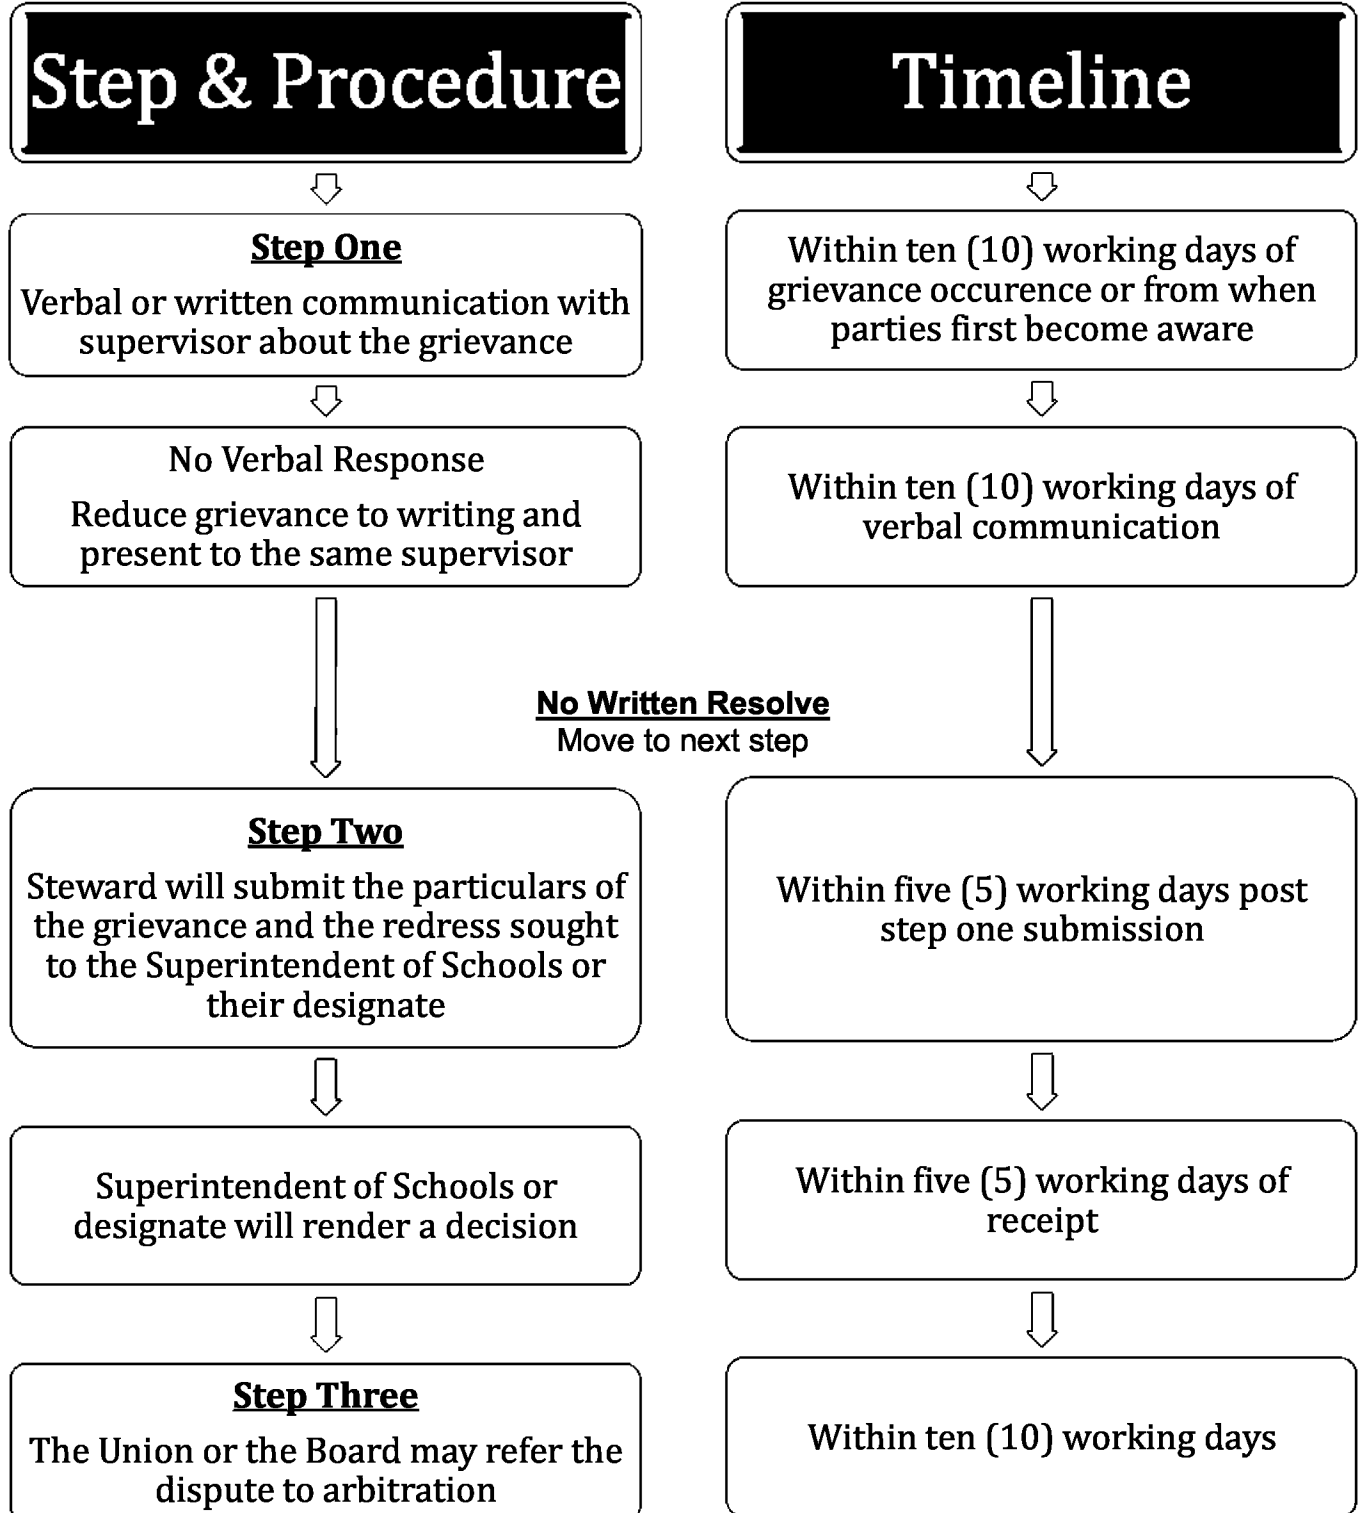 Step & Procedure
Timeline
Step One
Verbal or written communication with
supervisor about the grievance
Within ten (10) working days of
grievance occurence or from when
parties first become aware
No Verbal Response
Reduce grievance to writing and
present to the same supervisor
Within ten (10) working days of
verbal communication
No Written Resolve
Move to next step
Step Two
Steward will submit the particulars of
the grievance and the redress sought
to the Superintendent of Schools or
their designate
Within five (5) working days post
step one submission
Superintendent of Schools or
designate will render a decision
Within five (5) working days of
receipt
Step Three
The Union or the Board may refer the
dispute to arbitration
Within ten (10) working days